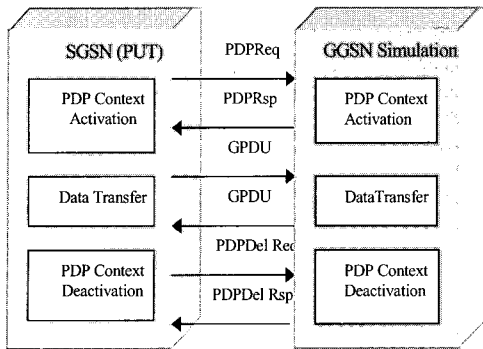 SGSN (PUT)
PDPReq
GGSN Simulation
PDP Context
Activation
PDPRsp
PDP Context
Activation
GPDU
Data Transfer
GPDU
DataTransfer
PDPDel Req
PDP Context
Deactivation
PDPDel Rsp
PDP Context
Deactivation